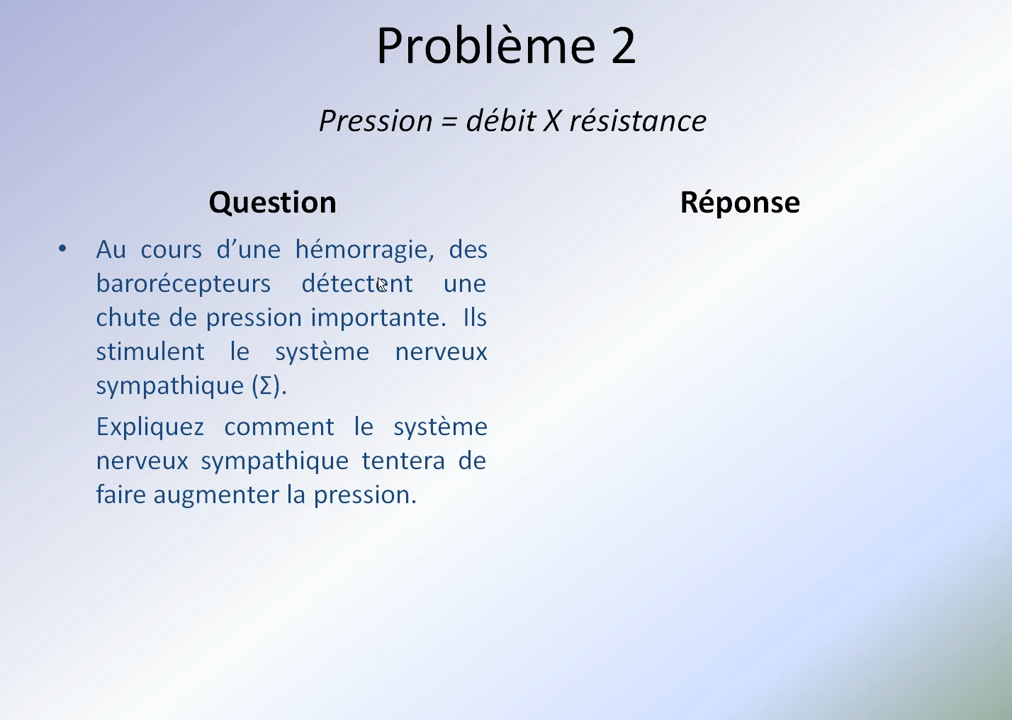 Problème 2
Pression = débit X résistance
Question
Réponse
• Au cours d’une hémorragie, des
barorécepteurs détectent une
chute de pression importante. Ils
stimulent le système nerveux
sympathique (Σ).
Expliquez comment le système
nerveux sympathique tentera de
faire augmenter la pression.